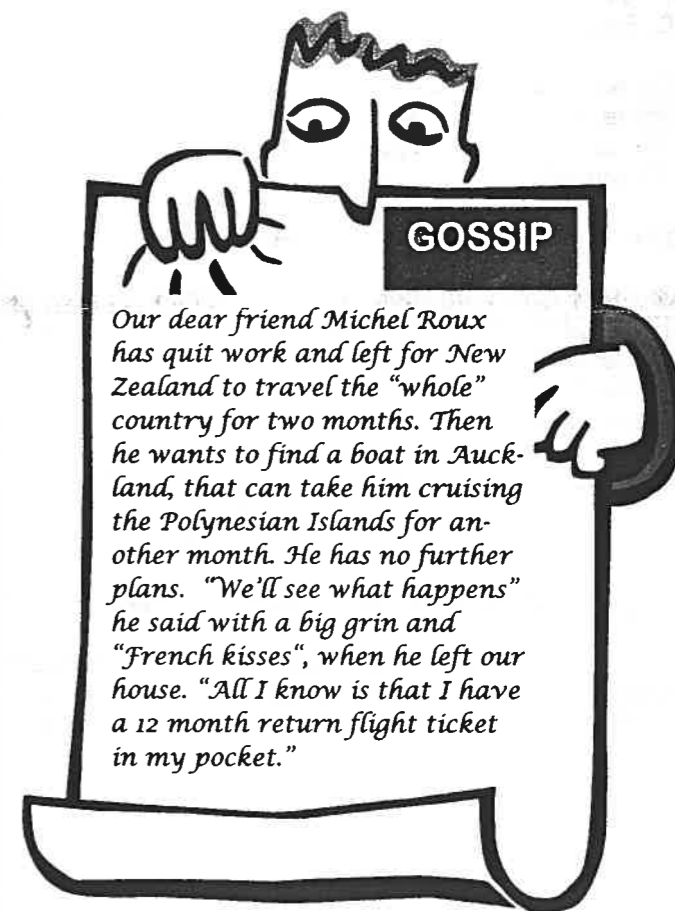 GOSSIP
Our dear friend Michel Roux
has quit work and left for New
Zealand to travel the “whole”
country for two months. Then
he wants to find a boat in Auck-
land, that can take him cruising
the Polynesian Islands for an-
other month. He has no further
plans. “We’ll see what happens”
he said with a big grin and
“French kisses“, when he left our
house. “All I know is that I have
a 12 month return flight ticket
in my pocket.”